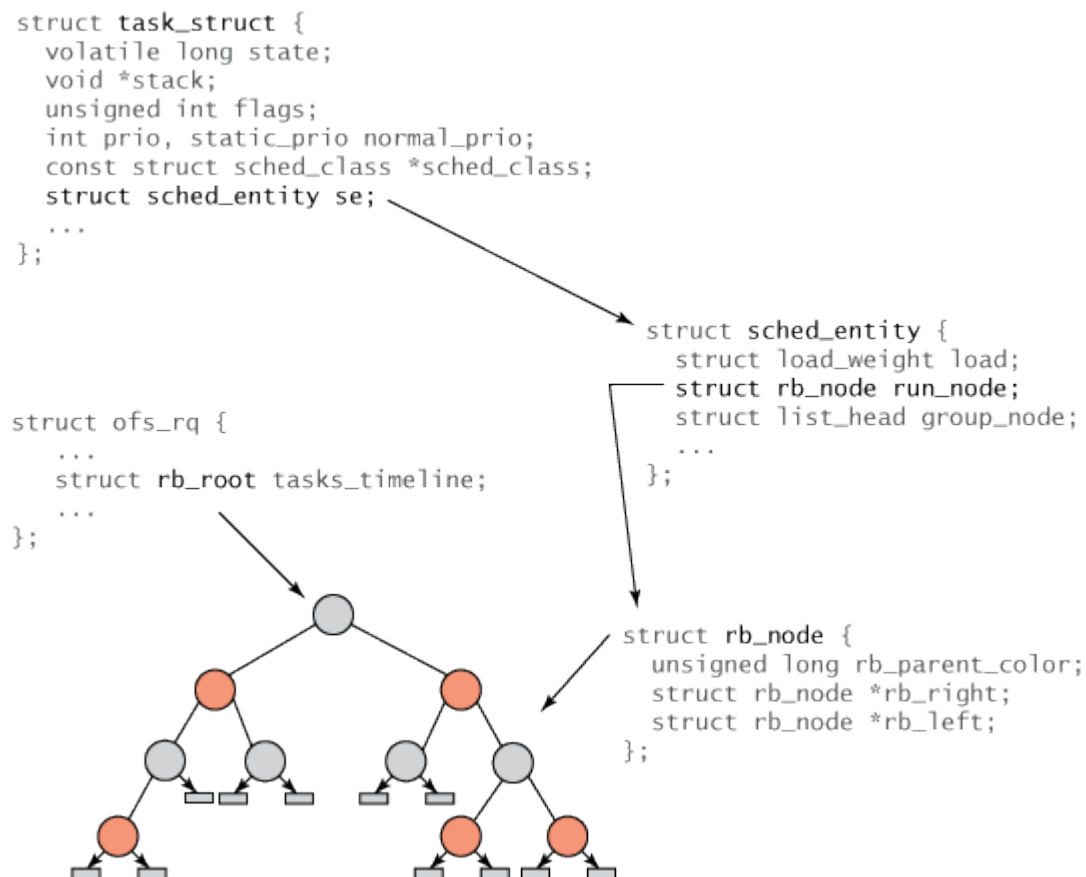 struct task_struct {
volatile long state;
void *stack;
unsigned int flags;
int prio, static_prio normal_prio;
const struct sched_class *sched_class;
struct sched_entity se;
...
};
struct sched_entity {
struct load_weight load;
struct rb_node run_node;
struct list_head group_node;
...
};
struct ofs_rq {
...
struct rb_root tasks_timeline;
...
};
struct rb_node {
unsigned long rb_parent_color;
struct rb_node *rb_right;
struct rb_node *rb_left;
};